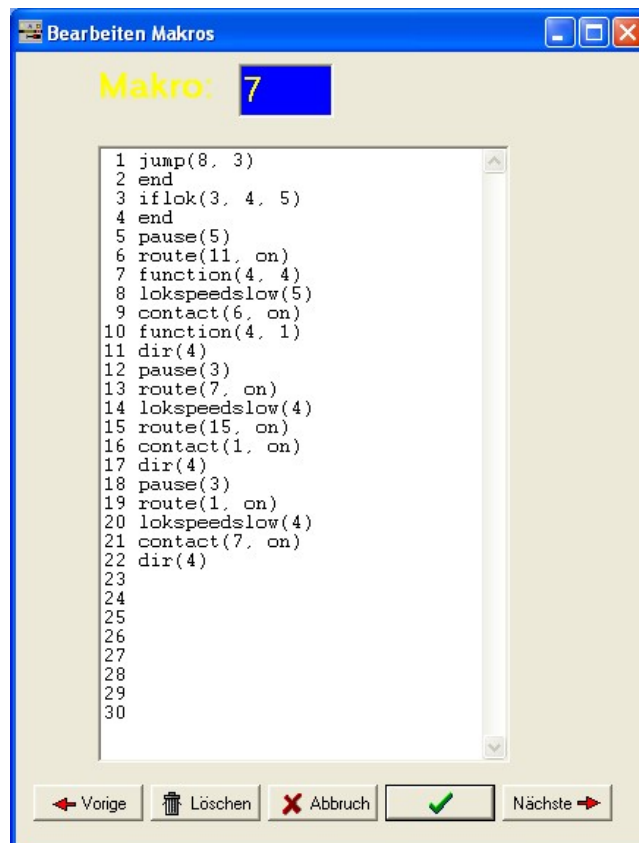 Bearbeiten Makros
Makro: 7
1 jump(8, 3)
2 end
3 iflok(3, 4, 5)
4 end
5 pause(5)
6 route(11, on)
7 function(4, 4)
8 lokspeedslow(5)
9 contact(6, on)
10 function(4, 1)
11 dir(4)
12 pause(3)
13 route(7, on)
14 lokspeedslow(4)
15 route(15, on)
16 contact(1, on)
17 dir(4)
18 pause(3)
19 route(1, on)
20 lokspeedslow(4)
21 contact(7, on)
22 dir(4)
23
24
25
26
27
28
29
30
Vorige Löschen Abbruch Nächste